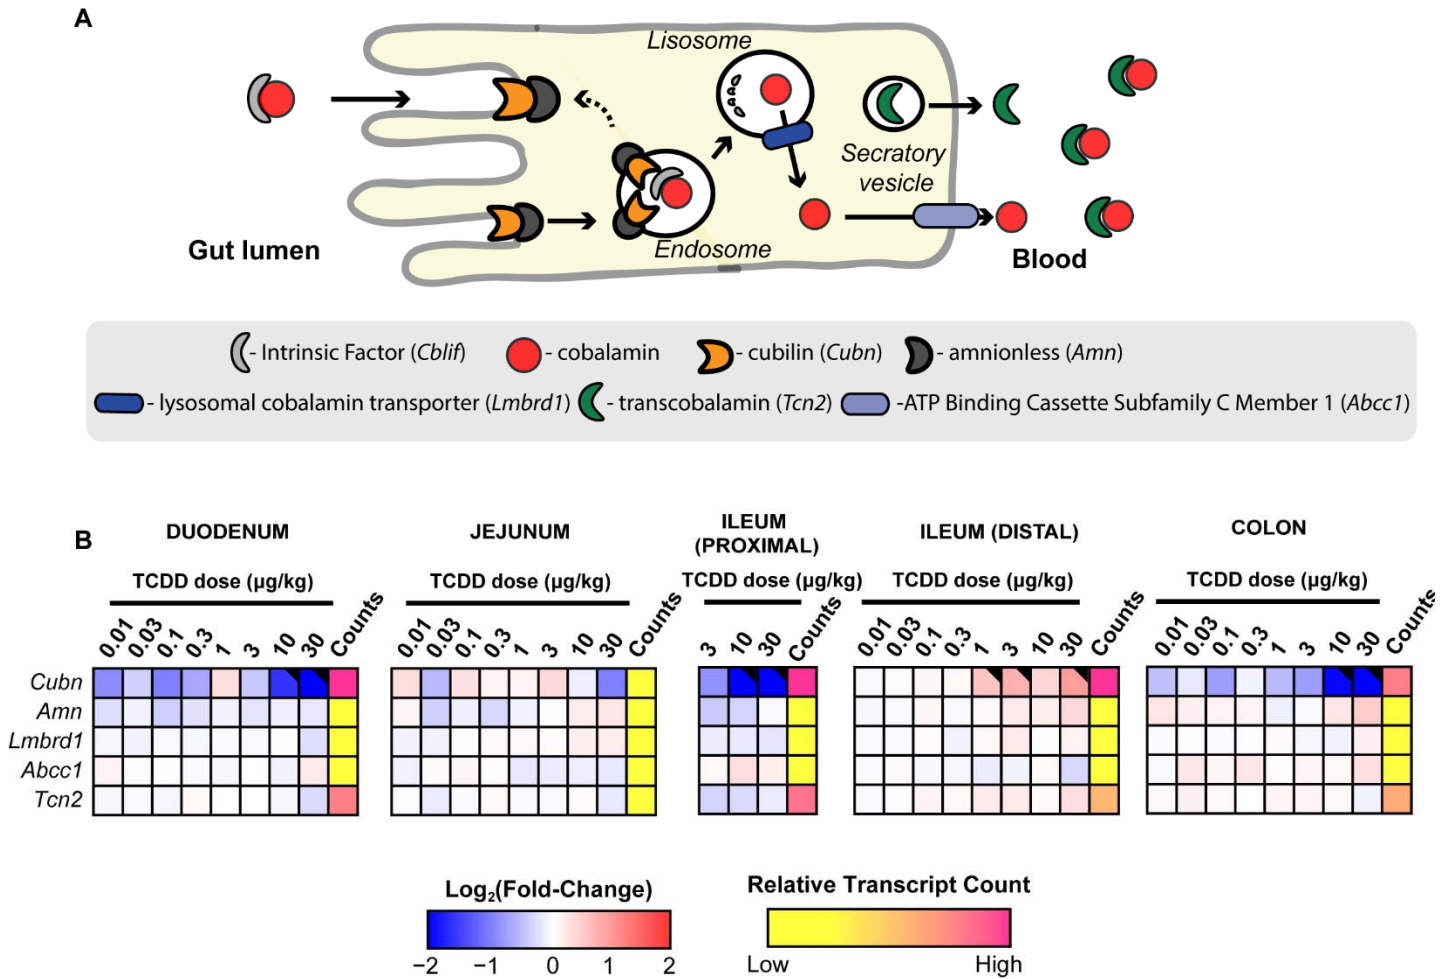 A
Lisosome
Secratory
vesicle
Endosome
Gut lumen
Blood
- Intrinsic Factor (Cblif) - cobalamin - cubilin (Cubn) - amnionless (Amn)
- lysosomal cobalamin transporter (Lmbrd1) - transcobalamin (Tcn2) -ATP Binding Cassette Subfamily C Member 1 (Abcc1)
B
DUODENUM JEJUNUM ILEUM (PROXIMAL) ILEUM (DISTAL) COLON
TCDD dose (µg/kg) TCDD dose (µg/kg) TCDD dose (µg/kg) TCDD dose (µg/kg) TCDD dose (µg/kg)
0.01 0.03 0.1 0.3 1 3 10 30 Counts 0.01 0.03 0.1 0.3 1 3 10 30 Counts 3 10 30 Counts 0.01 0.03 0.1 0.3 1 3 10 30 Counts 0.01 0.03 0.1 0.3 1 3 10 30 Counts
Cubn
Amn
Lmbrd1
Abcc1
Tcn2
Log₂(Fold-Change)
−2 −1 0 1 2
Relative Transcript Count
Low High